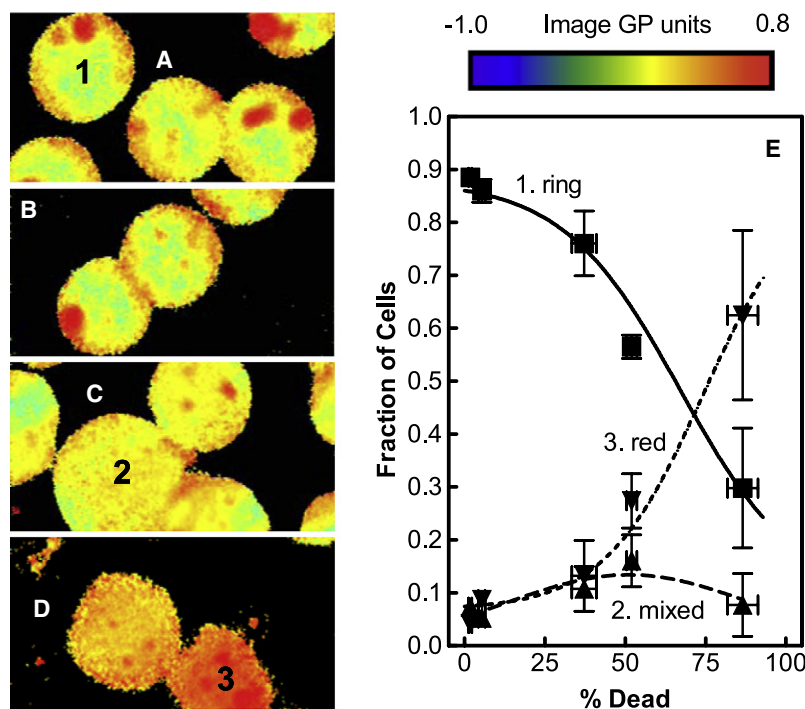 -1.0 Image GP units 0.8
1
A
B
C
2
D
3
E
Fraction of Cells
1.0
0.9
0.8
0.7
0.6
0.5
0.4
0.3
0.2
0.1
0.0
1. ring
3. red
2. mixed
0 25 50 75 100
% Dead